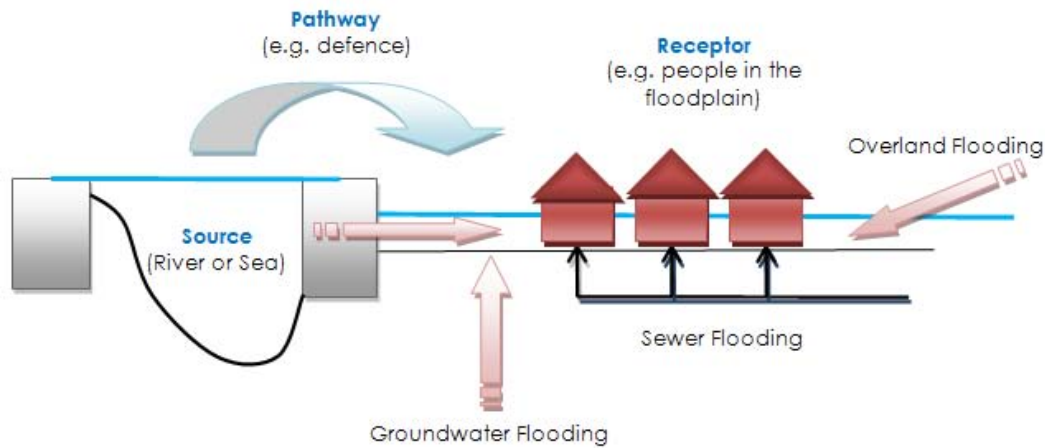 Pathway
(e.g. defence)
Receptor
(e.g. people in the
floodplain)
Overland Flooding
Source
(River or Sea)
Sewer Flooding
Groundwater Flooding